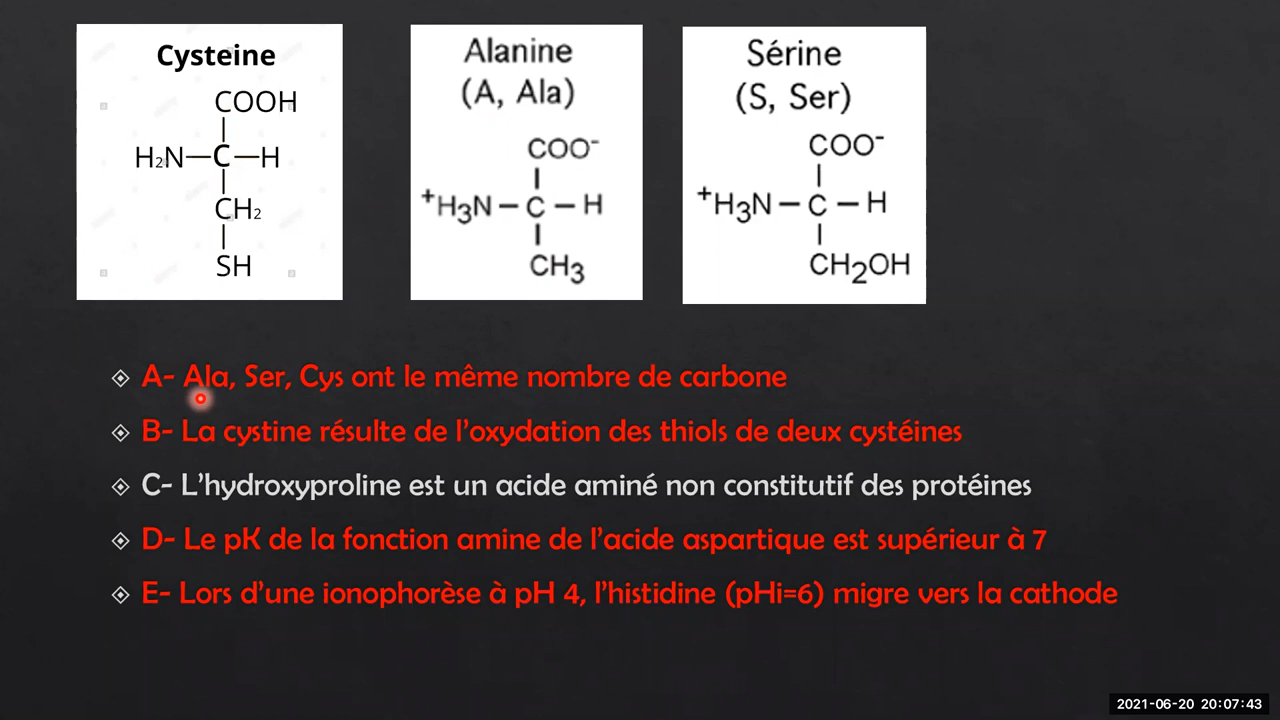 Cysteine
COOH
H₂N—C—H
CH₂
SH
Alanine
(A, Ala)
COO⁻
⁺H₃N – C – H
CH₃
Sérine
(S, Ser)
COO⁻
⁺H₃N – C – H
CH₂OH
A- Ala, Ser, Cys ont le même nombre de carbone
B- La cystine résulte de l'oxydation des thiols de deux cystéines
C- L'hydroxyproline est un acide aminé non constitutif des protéines
D- Le pK de la fonction amine de l'acide aspartique est supérieur à 7
E- Lors d'une ionophorèse à pH 4, l'histidine (pHi=6) migre vers la cathode
2021-06-20 20:07:43